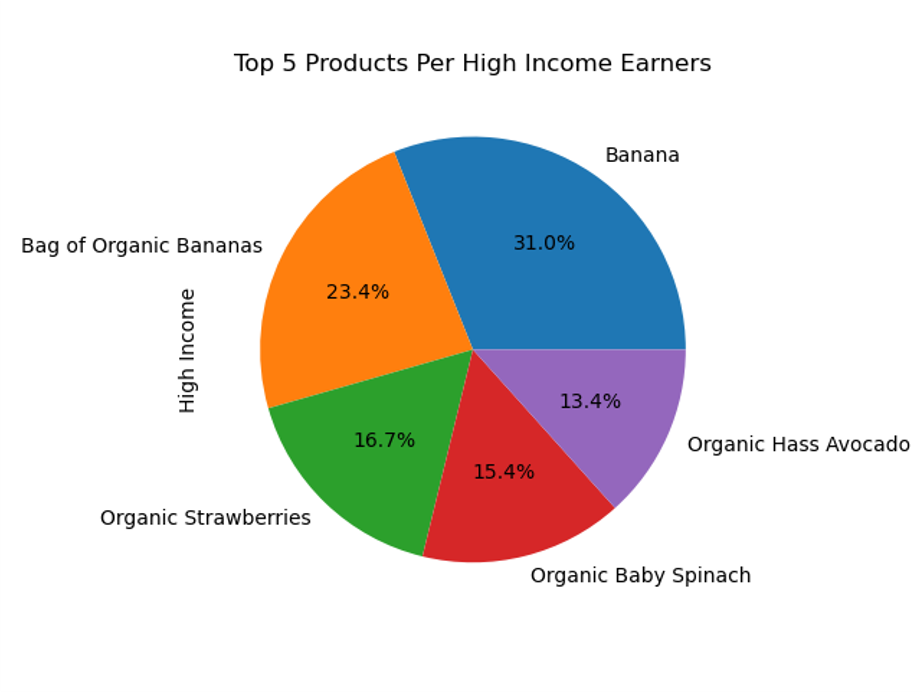 Top 5 Products Per High Income Earners
Banana
31.0%
Bag of Organic Bananas
23.4%
High Income
16.7%
Organic Strawberries
15.4%
Organic Baby Spinach
13.4%
Organic Hass Avocado